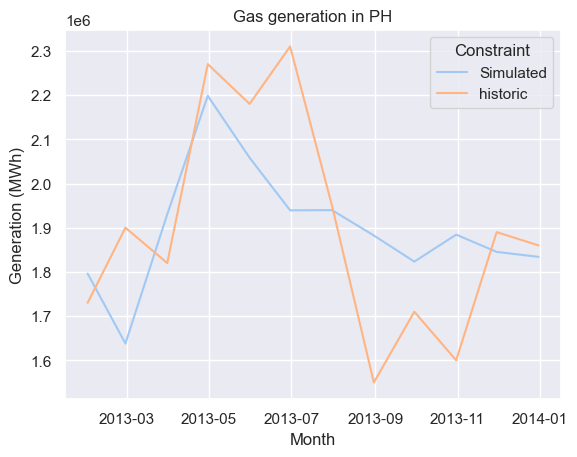 Gas generation in PH
1e6
Constraint
Simulated
historic
2.3
2.2
2.1
2.0
1.9
1.8
1.7
1.6
Generation (MWh)
2013-03 2013-05 2013-07 2013-09 2013-11 2014-01
Month